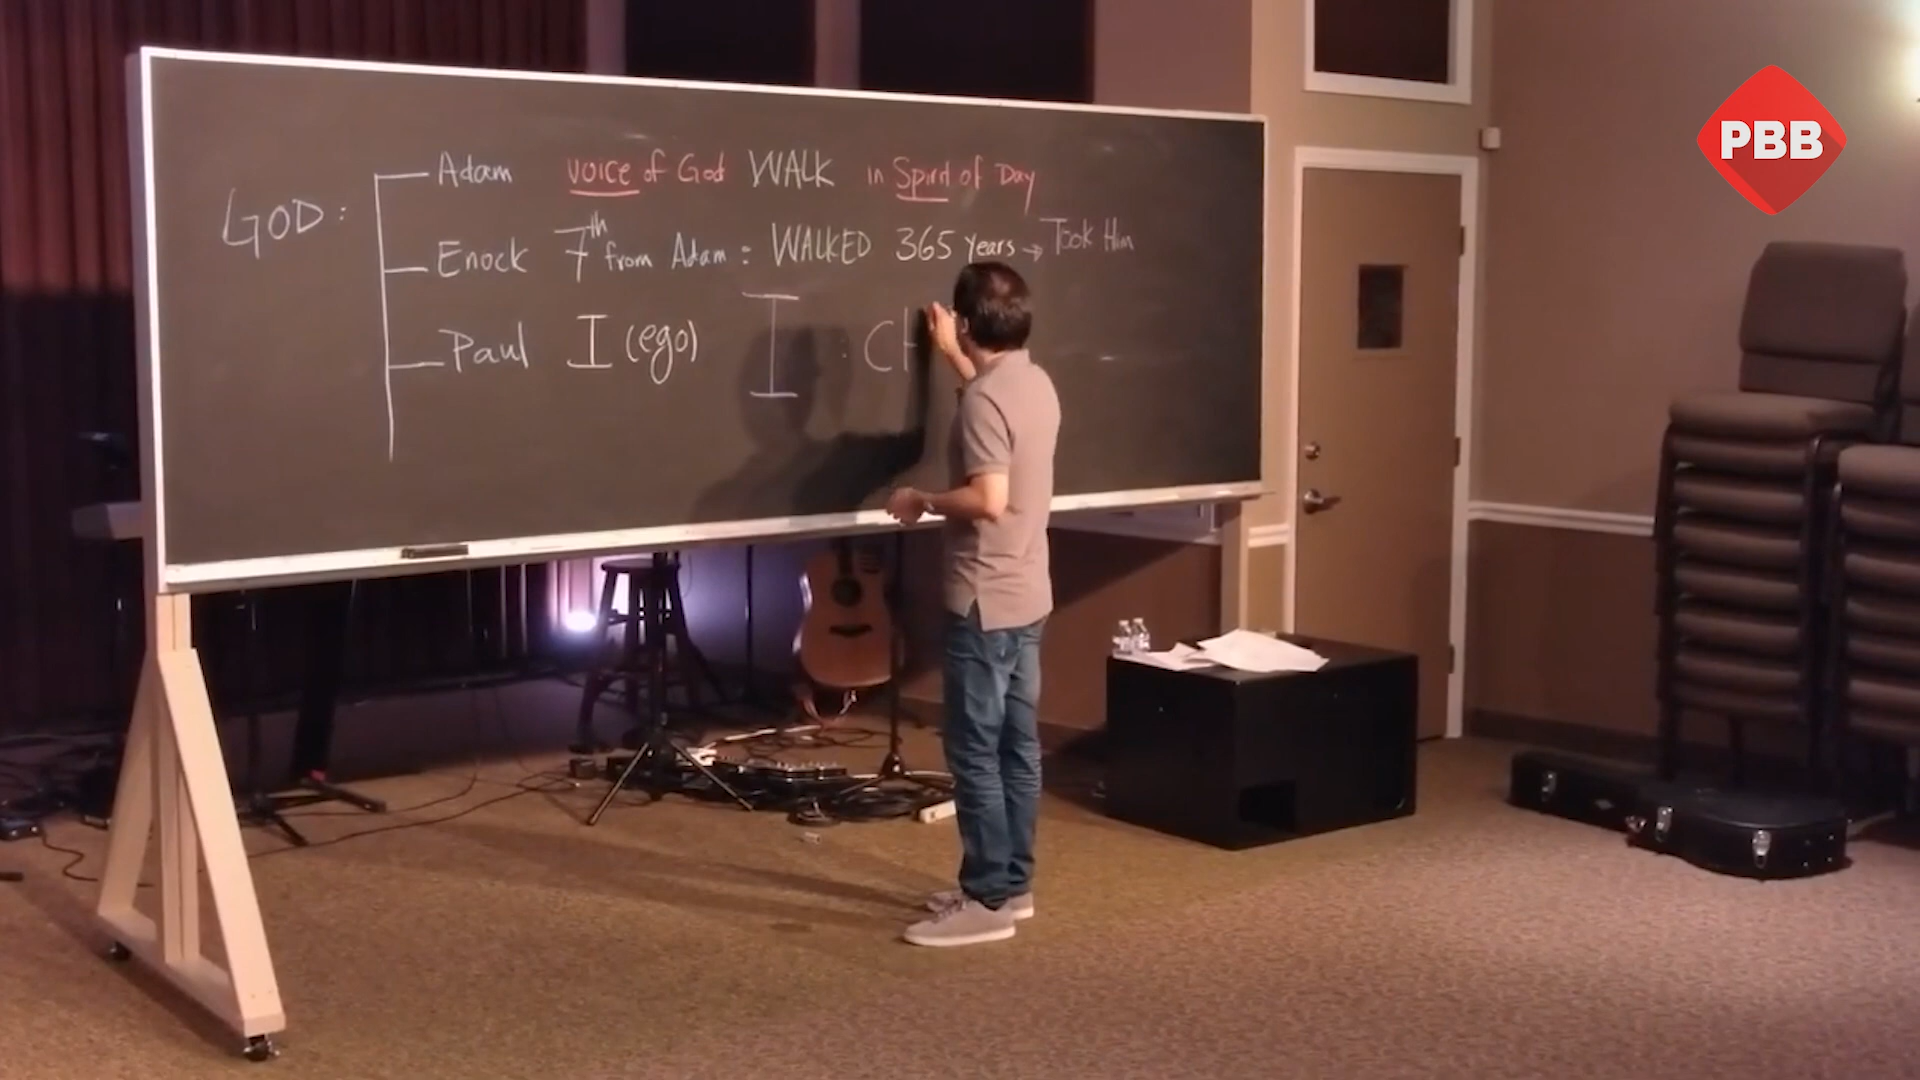 GOD:
Adam voice of God WALK in Spirit of Day
Enock 7th from Adam : WALKED 365 years → Took Him
Paul I (ego) I : CH
PBB